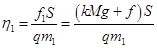 η₁ = f₁S / qm₁ = (kMg + f)S / qm₁